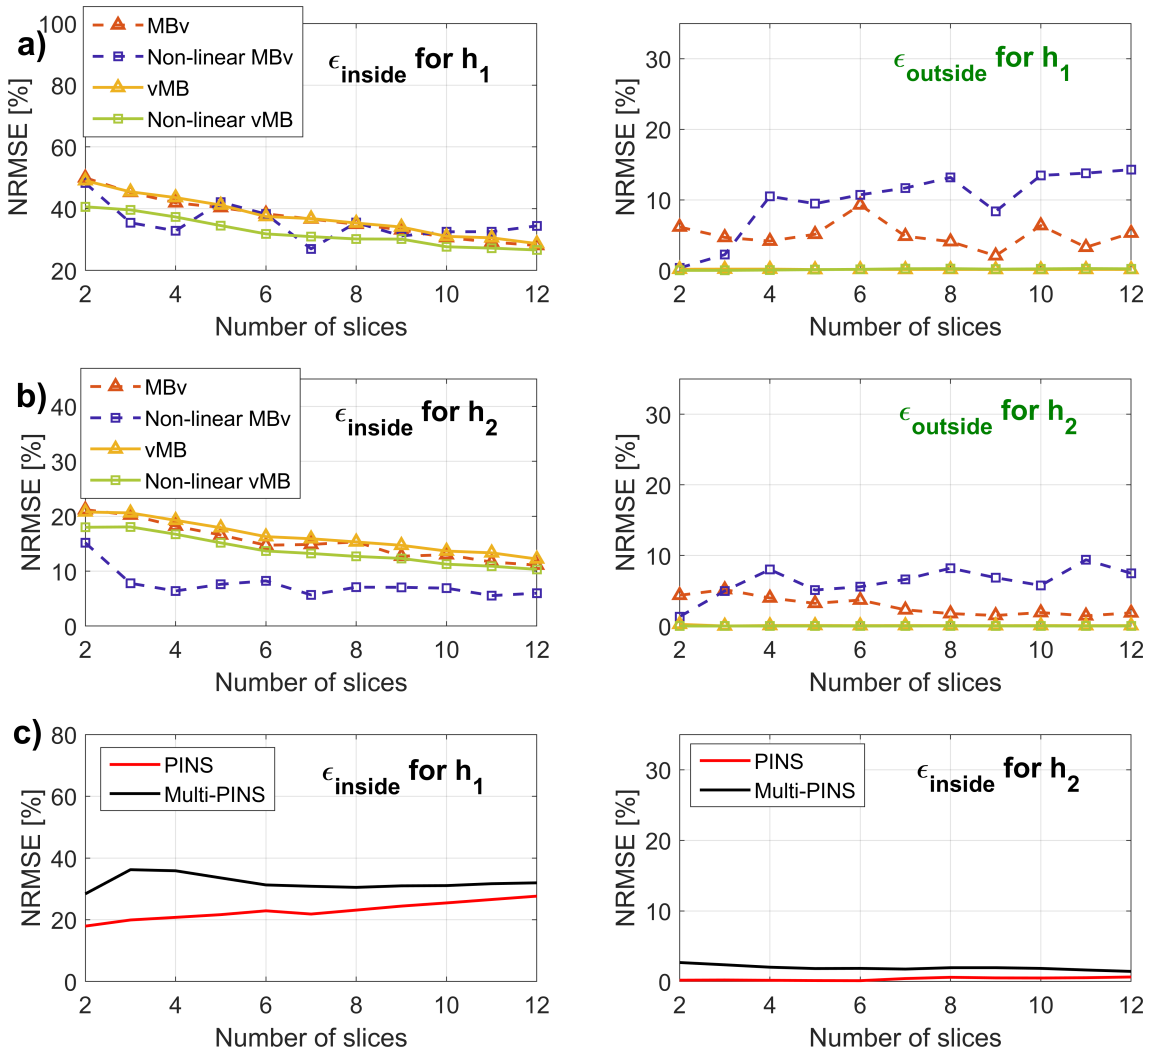 a)
NRMSE [%]
100
80
60
40
20
2 4 6 8 10 12
Number of slices
MBv
Non-linear MBv
vMB
Non-linear vMB
ϵinside for h1
NRMSE [%]
30
20
10
0
2 4 6 8 10 12
Number of slices
ϵoutside for h1
b)
NRMSE [%]
40
30
20
10
0
2 4 6 8 10 12
Number of slices
MBv
Non-linear MBv
vMB
Non-linear vMB
ϵinside for h2
NRMSE [%]
30
20
10
0
2 4 6 8 10 12
Number of slices
ϵoutside for h2
c)
NRMSE [%]
80
60
40
20
0
2 4 6 8 10 12
Number of slices
PINS
Multi-PINS
ϵinside for h1
NRMSE [%]
30
20
10
0
2 4 6 8 10 12
Number of slices
PINS
Multi-PINS
ϵinside for h2